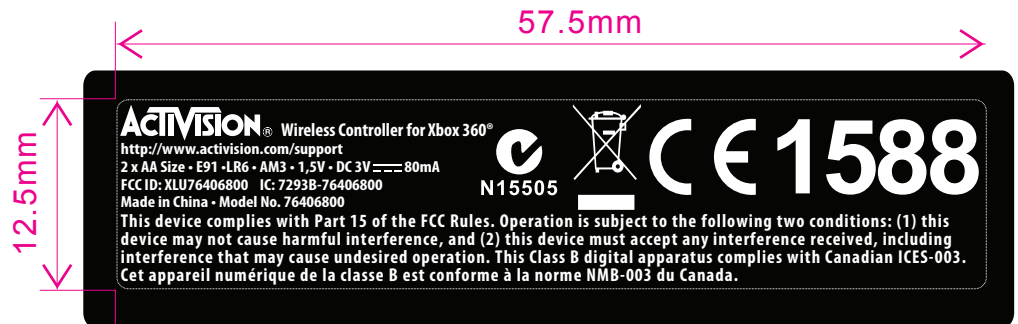 57.5mm
12.5mm
ACTIVISION® Wireless Controller for Xbox 360®
http://www.activision.com/support
2 x AA Size • E91 •LR6 • AM3 • 1,5V • DC 3V 80mA
FCC ID: XLU76406800 IC: 7293B-76406800
Made in China • Model No. 76406800
N15505
CE 1588
This device complies with Part 15 of the FCC Rules. Operation is subject to the following two conditions: (1) this
device may not cause harmful interference, and (2) this device must accept any interference received, including
interference that may cause undesired operation. This Class B digital apparatus complies with Canadian ICES-003.
Cet appareil numérique de la classe B est conforme à la norme NMB-003 du Canada.